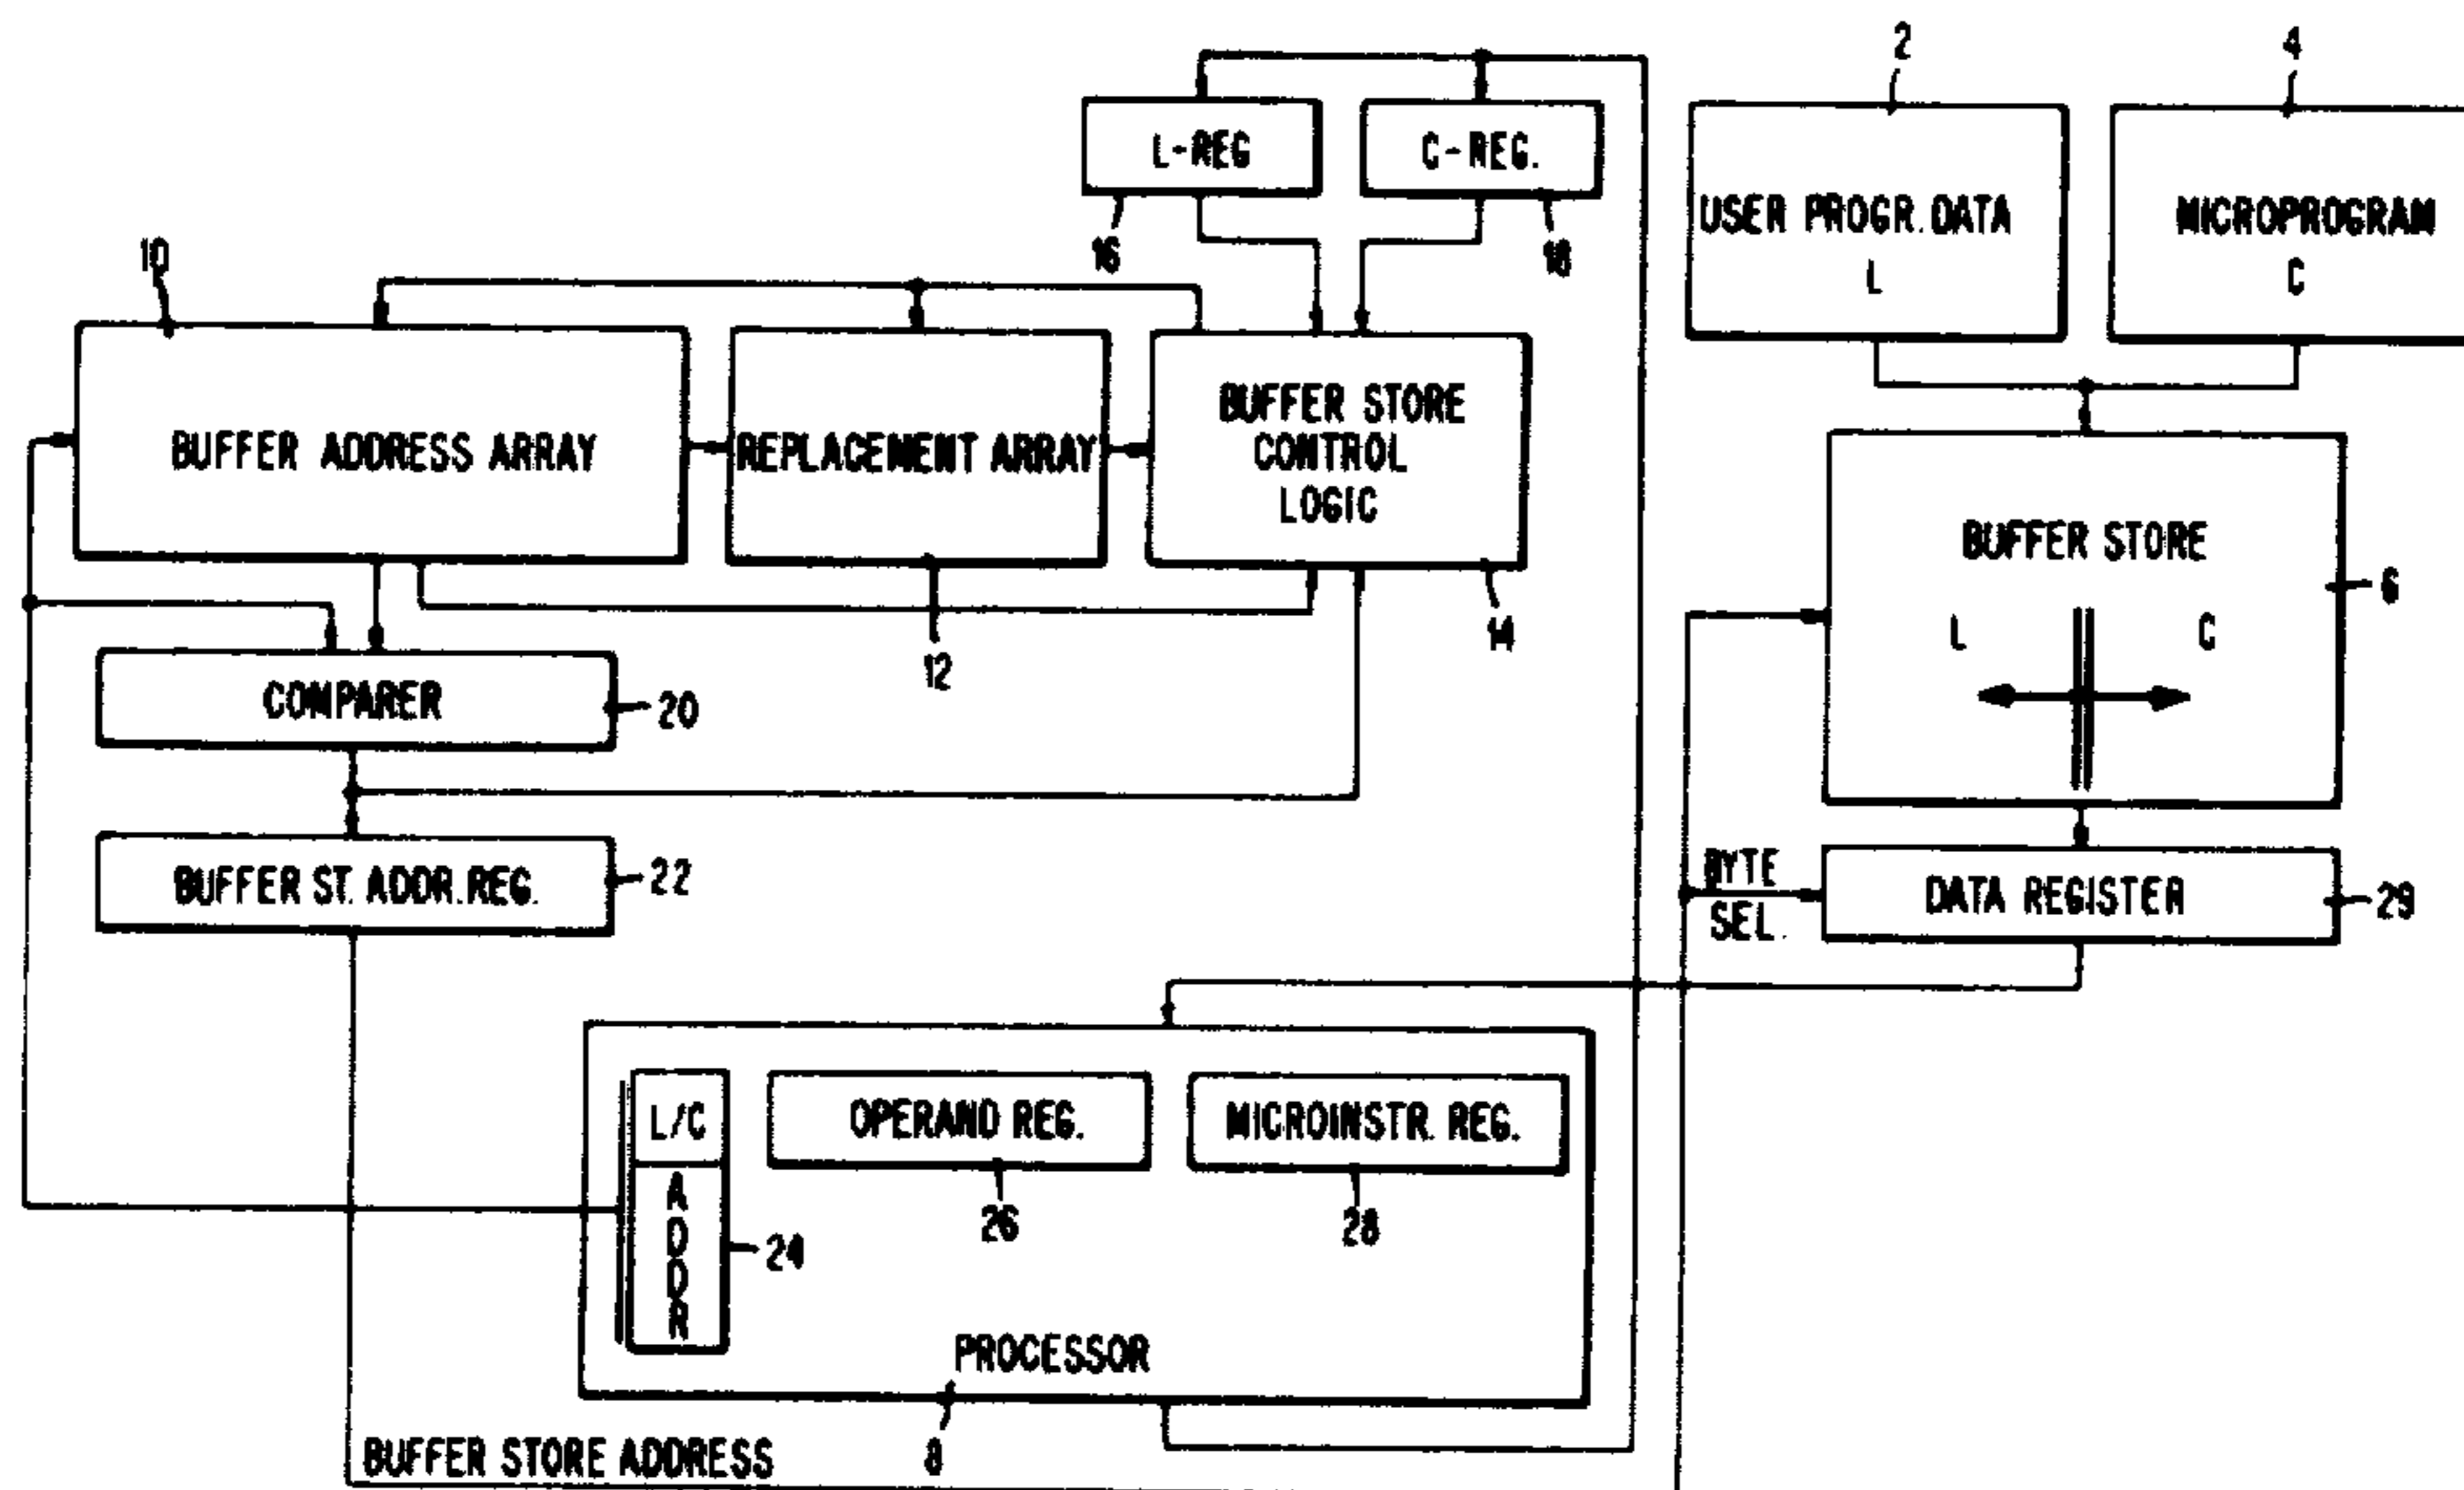 2
4
L-REG
C-REG.
16
18
USER PROGR. DATA
L
MICROPROGRAM
C
10
BUFFER ADDRESS ARRAY
REPLACEMENT ARRAY
BUFFER STORE
CONTROL
LOGIC
12
14
BUFFER STORE
L
C
6
COMPARER
20
BUFFER ST. ADDR. REG.
22
BYTE
SEL.
DATA REGISTER
29
L/C
ADDR
24
OPERAND REG.
26
MICROINSTR. REG.
28
PROCESSOR
8
BUFFER STORE ADDRESS